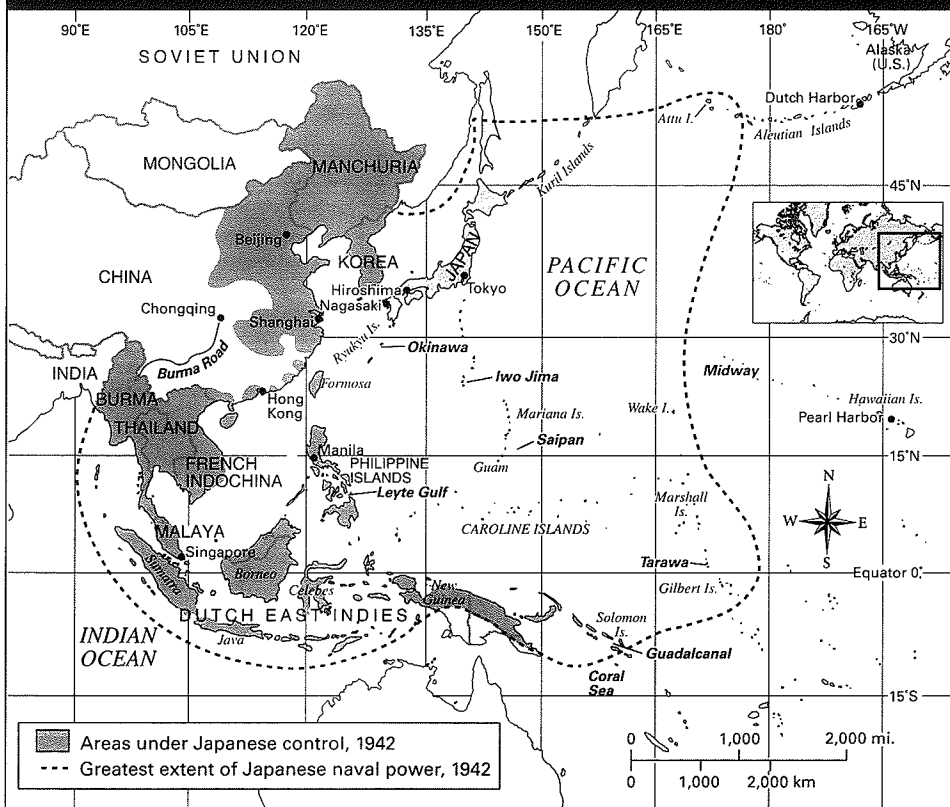 90°E
105°E
120°E
135°E
150°E
165°E
180°
165°W
SOVIET UNION
Alaska
(U.S.)
Dutch Harbor
Attu I.
Aleutian Islands
MONGOLIA
MANCHURIA
Kuril Islands
45°N
Beijing
KOREA
JAPAN
PACIFIC
OCEAN
CHINA
Hiroshima
Tokyo
Nagasaki
Chongqing
Shanghai
30°N
Ryukyu Is.
Okinawa
Burma Road
INDIA
Midway
Iwo Jima
Formosa
BURMA
Hong
Kong
Hawaiian Is.
Mariana Is.
Wake I.
Pearl Harbor
THAILAND
Saipan
Manila
15°N
FRENCH
INDOCHINA
PHILIPPINE
ISLANDS
Guam
N
Leyte Gulf
Marshall
Is.
W
E
MALAYA
CAROLINE ISLANDS
S
Singapore
Tarawa
Sumatra
Borneo
Equator 0°
Celebes
New
Guinea
Gilbert Is.
DUTCH EAST INDIES
Solomon
Is.
INDIAN
OCEAN
Java
Guadalcanal
Coral
Sea
15°S
Areas under Japanese control, 1942
Greatest extent of Japanese naval power, 1942
0 1,000 2,000 mi.
0 1,000 2,000 km